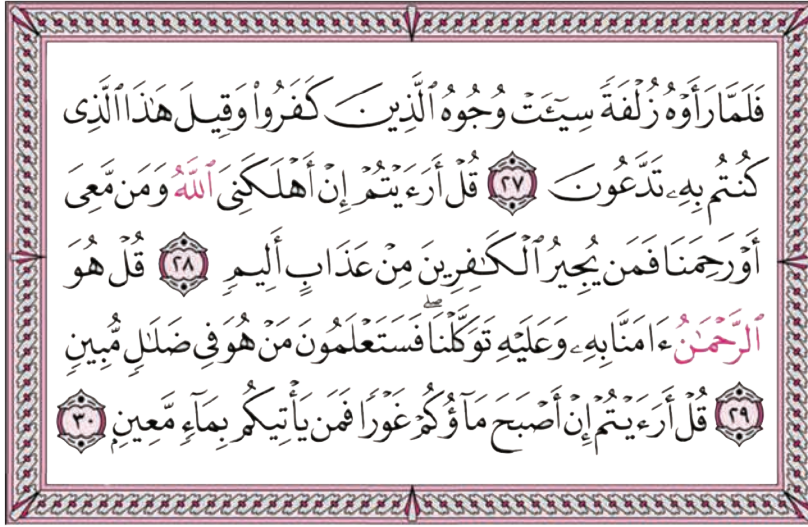 فَلَمَّا رَأَوۡهُ زُلۡفَةٗ سِيٓـَٔتۡ وُجُوهُ ٱلَّذِينَ كَفَرُواْ وَقِيلَ هَٰذَا ٱلَّذِي
كُنتُم بِهِۦ تَدَّعُونَ ٢٧ قُلۡ أَرَءَيۡتُمۡ إِنۡ أَهۡلَكَنِيَ ٱللَّهُ وَمَن مَّعِيَ
أَوۡ رَحِمَنَا فَمَن يُجِيرُ ٱلۡكَٰفِرِينَ مِنۡ عَذَابٍ أَلِيمٖ ٢٨ قُلۡ هُوَ
ٱلرَّحۡمَٰنُ ءَامَنَّا بِهِۦ وَعَلَيۡهِ تَوَكَّلۡنَاۖ فَسَتَعۡلَمُونَ مَنۡ هُوَ فِي ضَلَٰلٖ مُّبِينٖ
٢٩ قُلۡ أَرَءَيۡتُمۡ إِنۡ أَصۡبَحَ مَآؤُكُمۡ غَوۡرٗا فَمَن يَأۡتِيكُم بِمَآءٖ مَّعِينِۭ ٣٠